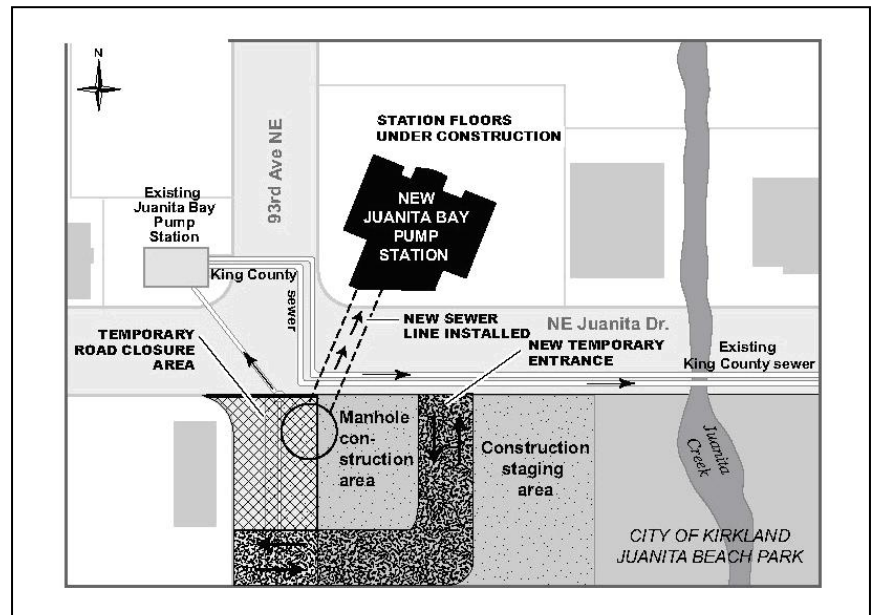 N
STATION FLOORS
UNDER CONSTRUCTION
93rd Ave NE
Existing
Juanita Bay
Pump
Station
NEW
JUANITA BAY
PUMP
STATION
King County
sewer
TEMPORARY
ROAD CLOSURE
AREA
NEW SEWER
LINE INSTALLED
NE Juanita Dr.
NEW TEMPORARY
ENTRANCE
Existing
King County sewer
Manhole
con-
struction
area
Construction
staging
area
Juanita
Creek
CITY OF KIRKLAND
JUANITA BEACH PARK